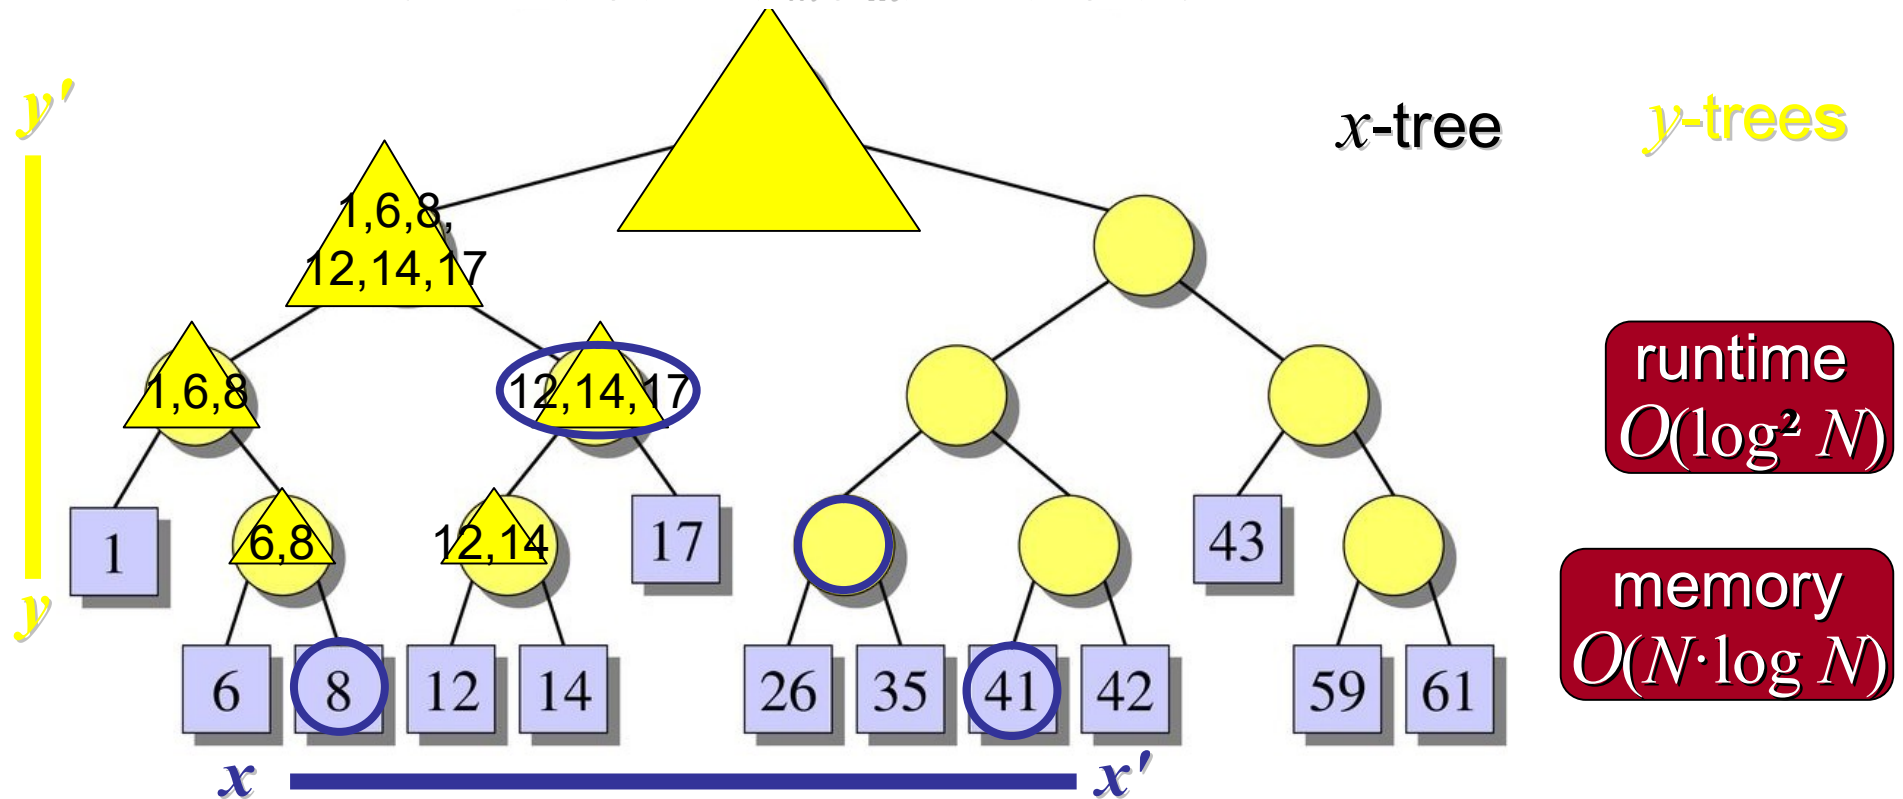 y'
x-tree
y-trees
1,6,8,
12,14,17
1,6,8
12,14,17
runtime
O(log² N)
1
6,8
12,14
17
43
memory
O(N·log N)
y
6
8
12
14
26
35
41
42
59
61
x
x'